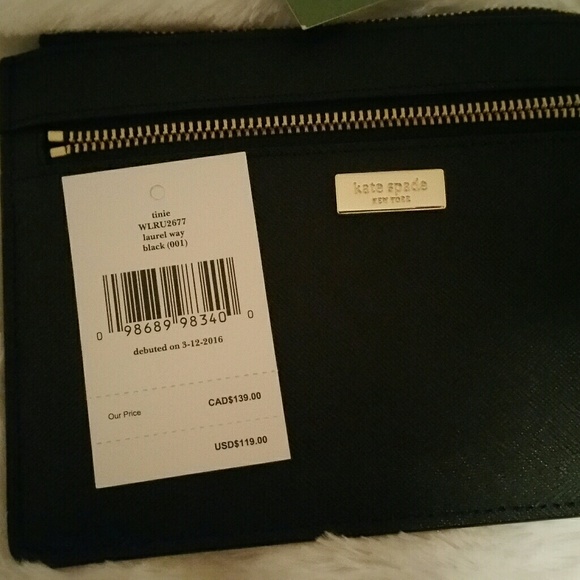 kate spade
NEW YORK
tinie
WLRU2677
laurel way
black (001)
0 98689 98340 0
debuted on 3-12-2016
Our Price CAD$139.00
USD$119.00